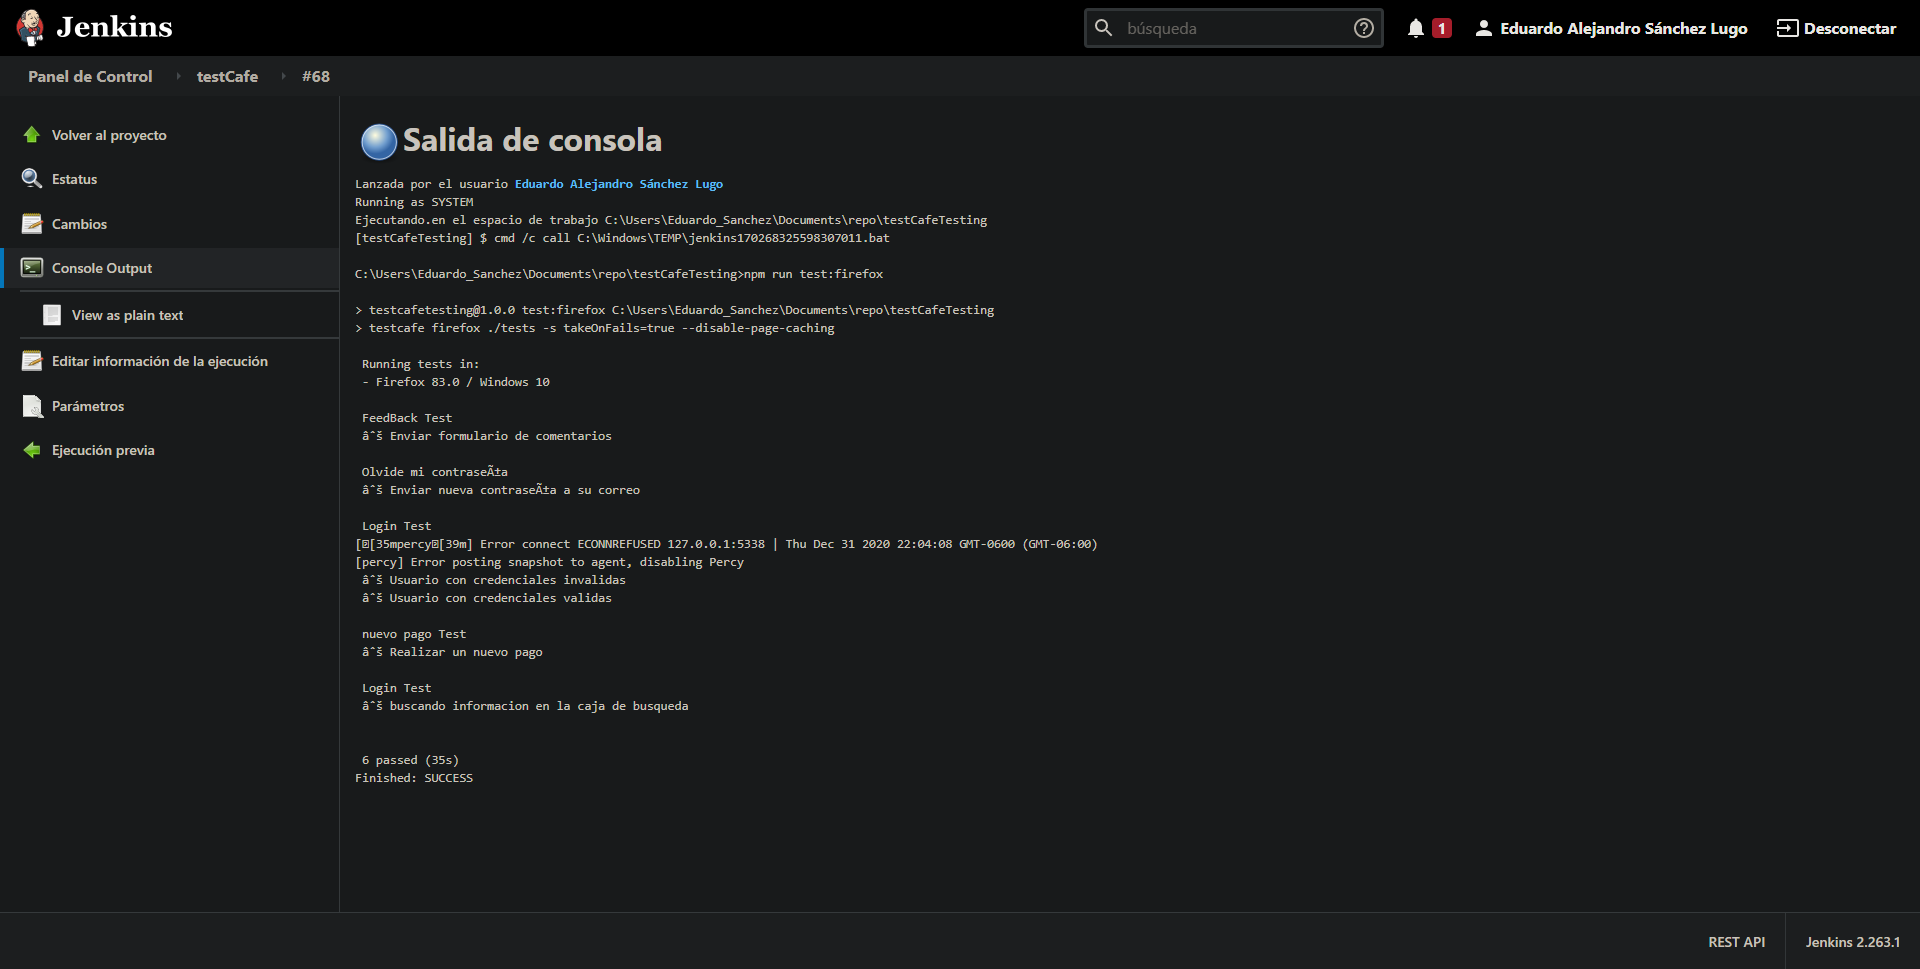 Jenkins
búsqueda
1
Eduardo Alejandro Sánchez Lugo
Desconectar
Panel de Control
testCafe
#68
Volver al proyecto
Estatus
Cambios
Console Output
View as plain text
Editar información de la ejecución
Parámetros
Ejecución previa
Salida de consola
Lanzada por el usuario Eduardo Alejandro Sánchez Lugo
Running as SYSTEM
Ejecutando.en el espacio de trabajo C:\Users\Eduardo_Sanchez\Documents\repo\testCafeTesting
[testCafeTesting] $ cmd /c call C:\Windows\TEMP\jenkins170268325598307011.bat
C:\Users\Eduardo_Sanchez\Documents\repo\testCafeTesting>npm run test:firefox
> testcafetesting@1.0.0 test:firefox C:\Users\Eduardo_Sanchez\Documents\repo\testCafeTesting
> testcafe firefox ./tests -s takeOnFails=true --disable-page-caching
Running tests in:
- Firefox 83.0 / Windows 10
FeedBack Test
âˆš Enviar formulario de comentarios
Olvide mi contraseÃ±a
âˆš Enviar nueva contraseÃ±a a su correo
Login Test
[[35mpercy[39m] Error connect ECONNREFUSED 127.0.0.1:5338 | Thu Dec 31 2020 22:04:08 GMT-0600 (GMT-06:00)
[percy] Error posting snapshot to agent, disabling Percy
âˆš Usuario con credenciales invalidas
âˆš Usuario con credenciales validas
nuevo pago Test
âˆš Realizar un nuevo pago
Login Test
âˆš buscando informacion en la caja de busqueda
6 passed (35s)
Finished: SUCCESS
REST API
Jenkins 2.263.1